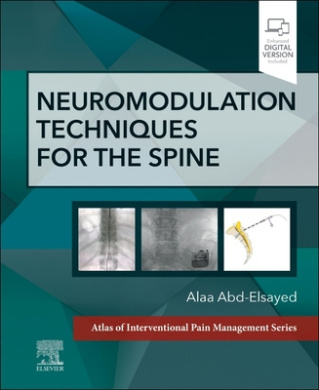 Enhanced
DIGITAL
VERSION
Included
NEUROMODULATION
TECHNIQUES
FOR THE SPINE
Alaa Abd-Elsayed
Atlas of Interventional Pain Management Series
ELSEVIER